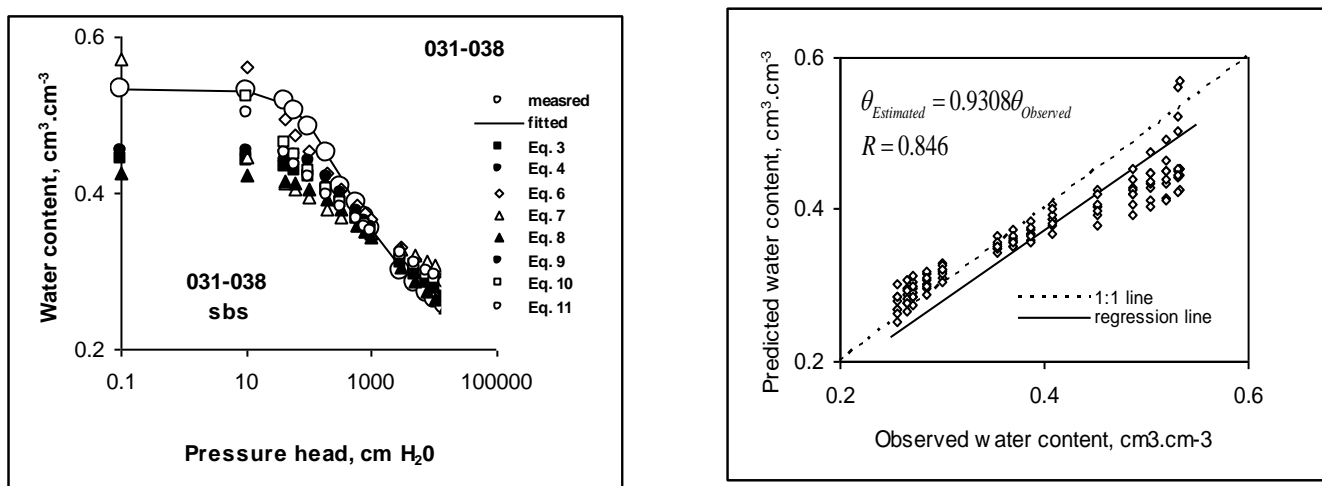 0.6
0.4
0.2
0.1
10
1000
100000
Water content, cm³.cm⁻³
Pressure head, cm H₂0
031-038
031-038
sbs
measred
fitted
Eq. 3
Eq. 4
Eq. 6
Eq. 7
Eq. 8
Eq. 9
Eq. 10
Eq. 11
0.6
0.4
0.2
0.2
0.4
0.6
Predicted water content, cm³.cm⁻³
Observed water content, cm3.cm-3
θ_Estimated = 0.9308θ_Observed
R = 0.846
1:1 line
regression line